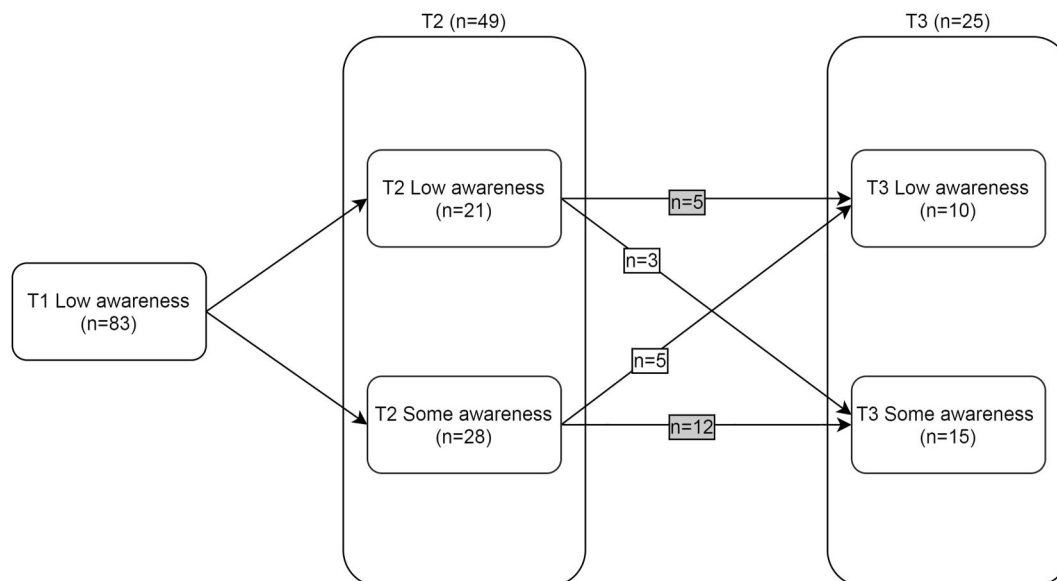 T2 (n=49)
T3 (n=25)
T2 Low awareness
(n=21)
n=5
T3 Low awareness
(n=10)
n=3
T1 Low awareness
(n=83)
n=5
T2 Some awareness
(n=28)
n=12
T3 Some awareness
(n=15)